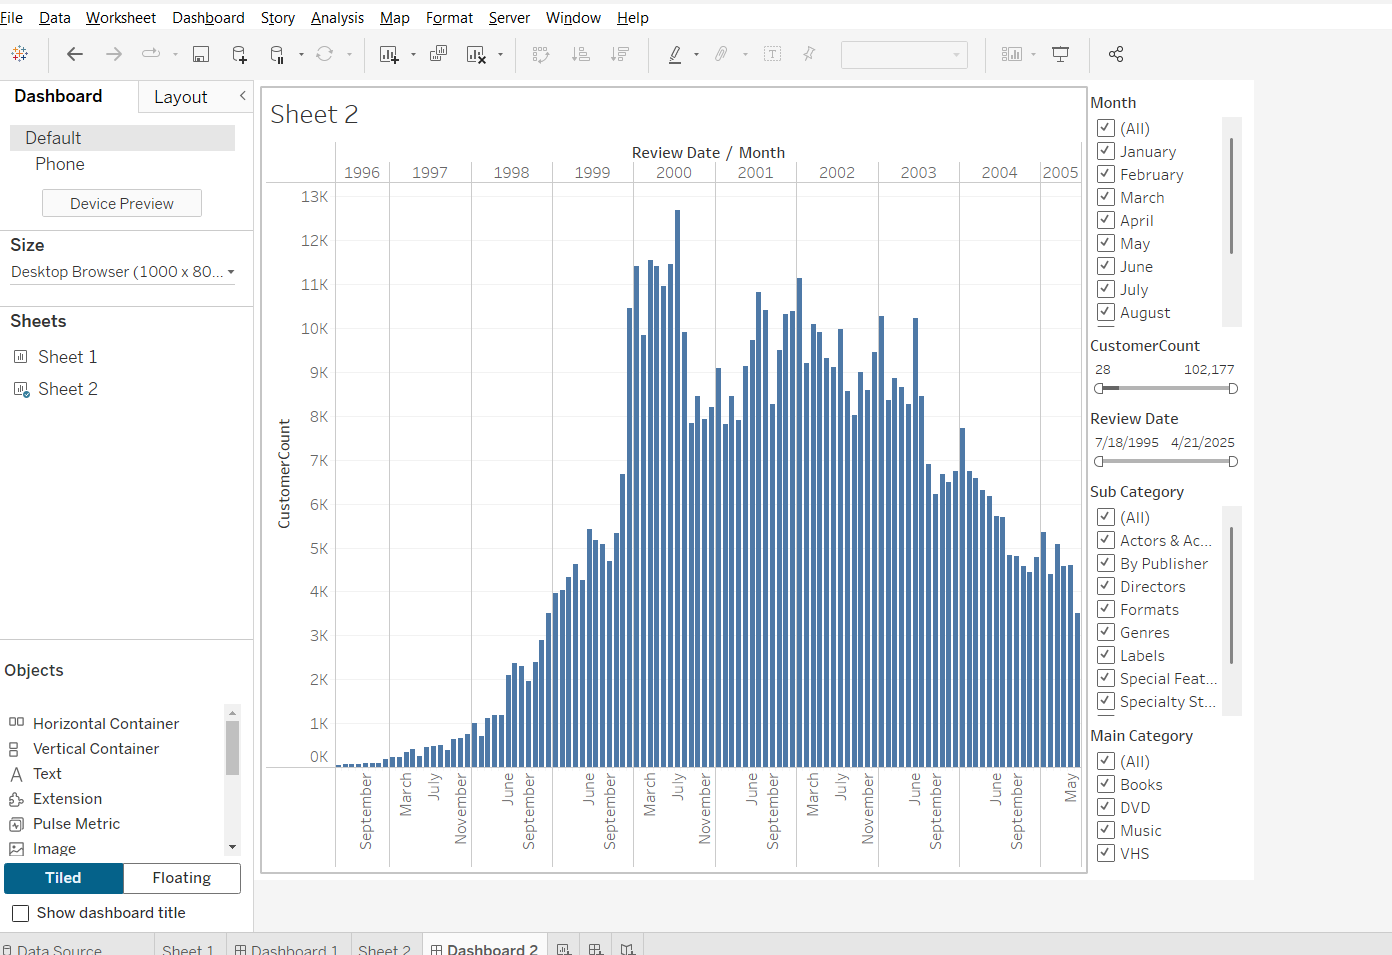 File Data Worksheet Dashboard Story Analysis Map Format Server Window Help
Dashboard Layout
Default
Phone
Device Preview
Size
Desktop Browser (1000 x 80...
Sheets
Sheet 1
Sheet 2
Objects
Horizontal Container
Vertical Container
Text
Extension
Pulse Metric
Image
Tiled Floating
Show dashboard title
Sheet 2
Review Date / Month
1996 1997 1998 1999 2000 2001 2002 2003 2004 2005
13K
12K
11K
10K
9K
8K
7K
6K
5K
4K
3K
2K
1K
0K
CustomerCount
September March July November June September June September March July November June September March July November June September June September May
Month
(All)
January
February
March
April
May
June
July
August
CustomerCount
28 102,177
Review Date
7/18/1995 4/21/2025
Sub Category
(All)
Actors & Ac...
By Publisher
Directors
Formats
Genres
Labels
Special Feat...
Specialty St...
Main Category
(All)
Books
DVD
Music
VHS
Data Source Sheet 1 Dashboard 1 Sheet 2 Dashboard 2